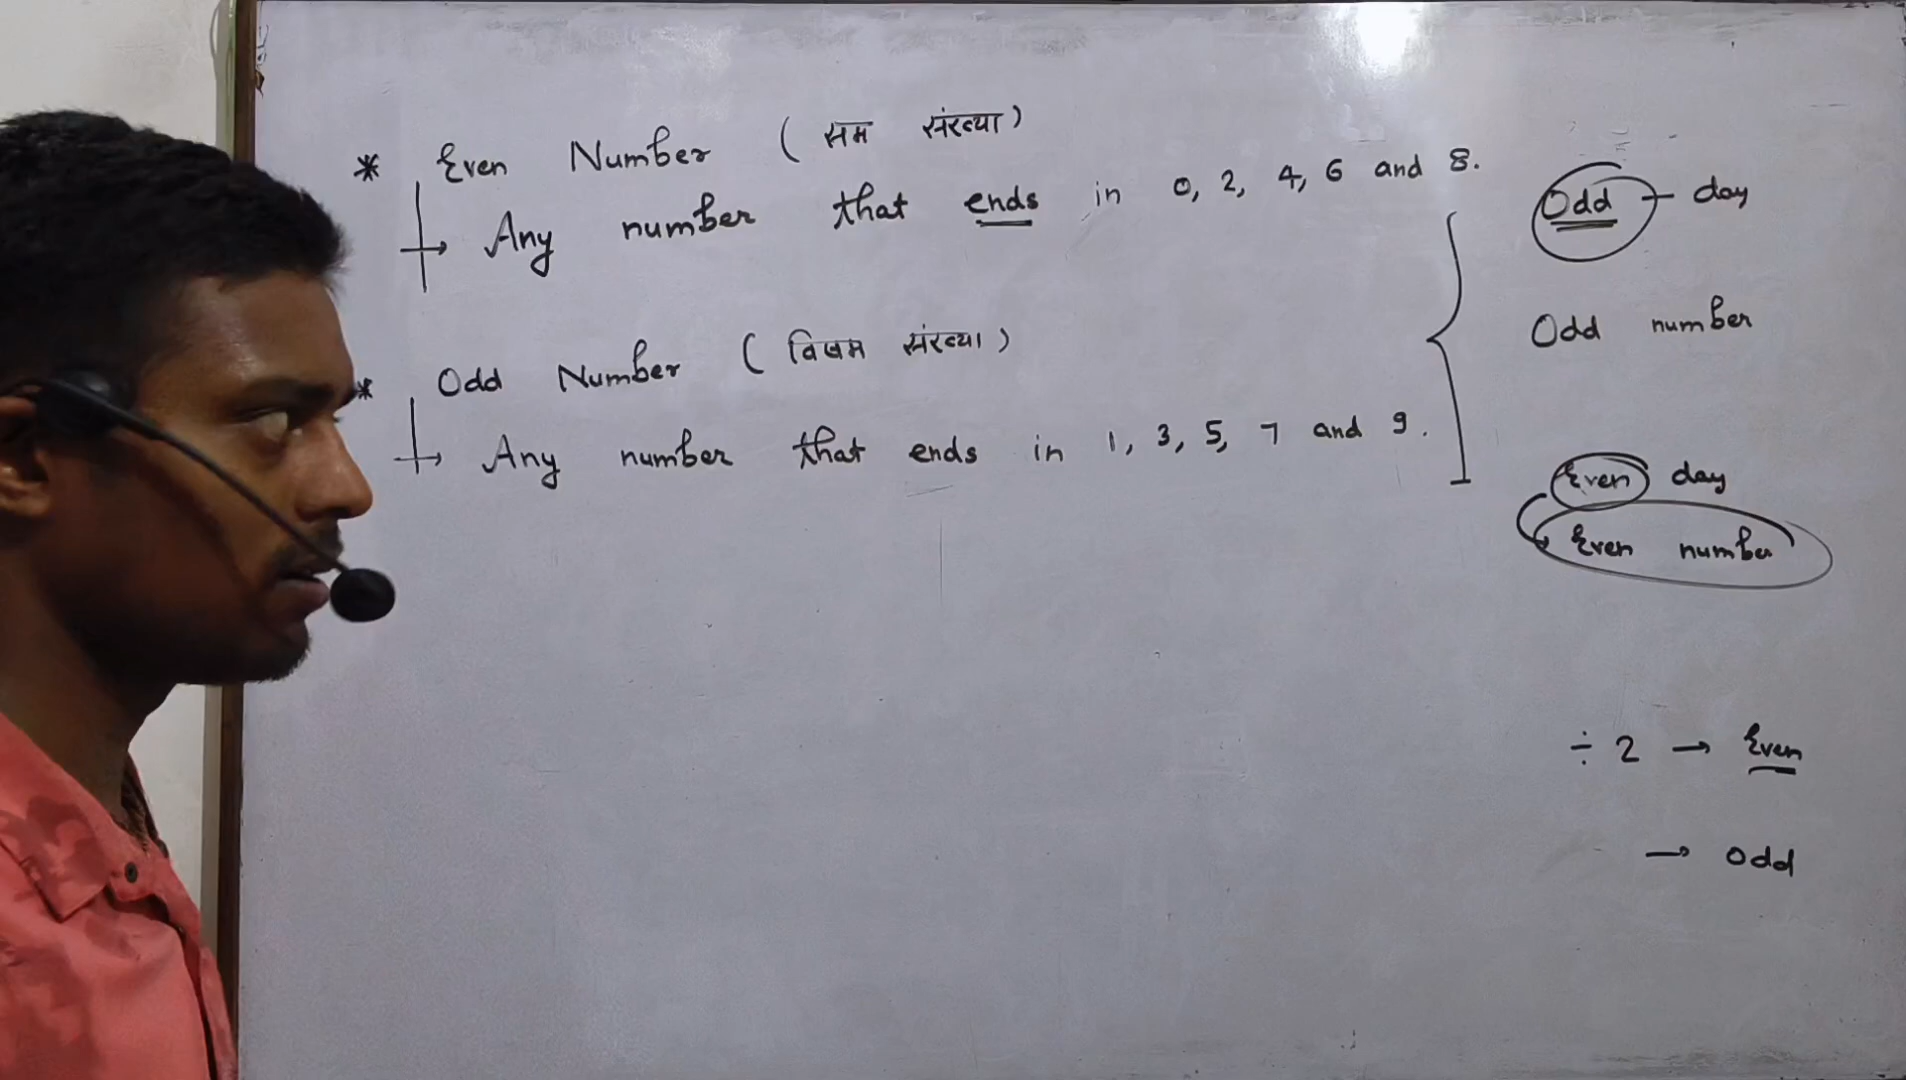 * Even Number ( सम संख्या )
→ Any number that ends in 0, 2, 4, 6 and 8.
* Odd Number ( विषम संख्या )
→ Any number that ends in 1, 3, 5, 7 and 9.
Odd - day
Odd number
Even day
Even number
÷ 2 → Even
→ Odd